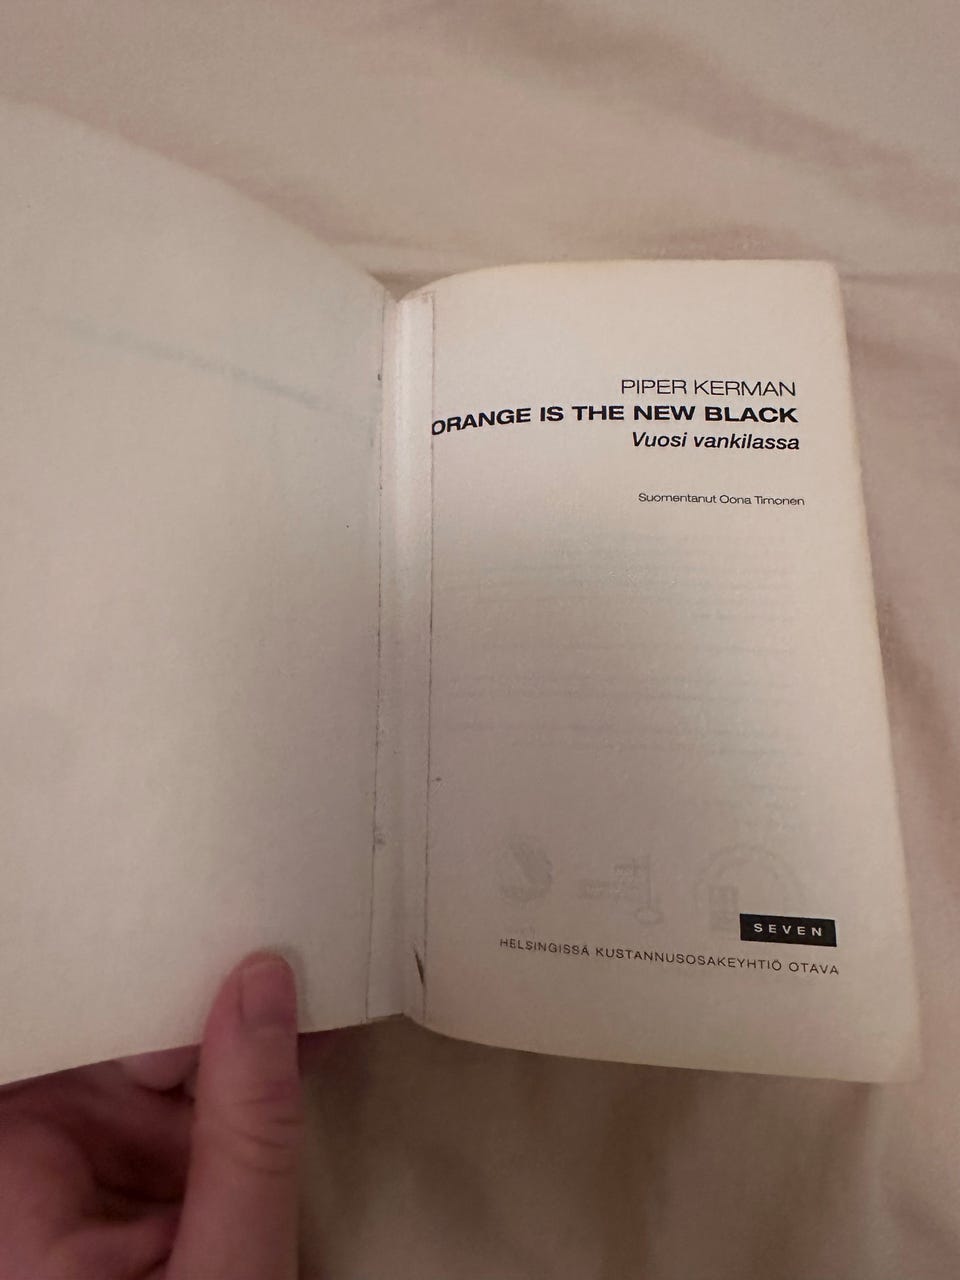 PIPER KERMAN
ORANGE IS THE NEW BLACK
Vuosi vankilassa
Suomentanut Oona Timonen
SEVEN
HELSINGISSÄ KUSTANNUSOSAKEYHTIÖ OTAVA